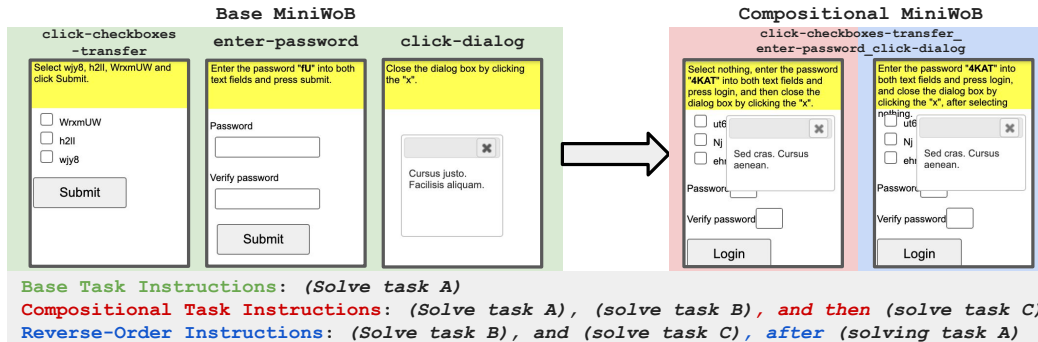 Base MiniWoB
Compositional MiniWoB
click-checkboxes
-transfer
enter-password
click-dialog
click-checkboxes-transfer_
enter-password_click-dialog
Select wjy8, h2ll, WrxmUW and
click Submit.
WrxmUW
h2ll
wjy8
Submit
Enter the password "fU" into both
text fields and press submit.
Password
Verify password
Submit
Close the dialog box by clicking
the "x".
Cursus justo.
Facilisis aliquam.
Select nothing, enter the password
"4KAT" into both text fields and
press login, and then close the
dialog box by clicking the "x".
ut6
Nj
ehr
Sed cras. Cursus
aenean.
Password
Verify password
Login
Enter the password "4KAT" into
both text fields and press login,
and close the dialog box by
clicking the "x", after selecting
nothing.
ut6
Nj
ehr
Sed cras. Cursus
aenean.
Password
Verify password
Login
Base Task Instructions: (Solve task A)
Compositional Task Instructions: (Solve task A), (solve task B), and then (solve task C)
Reverse-Order Instructions: (Solve task B), and (solve task C), after (solving task A)